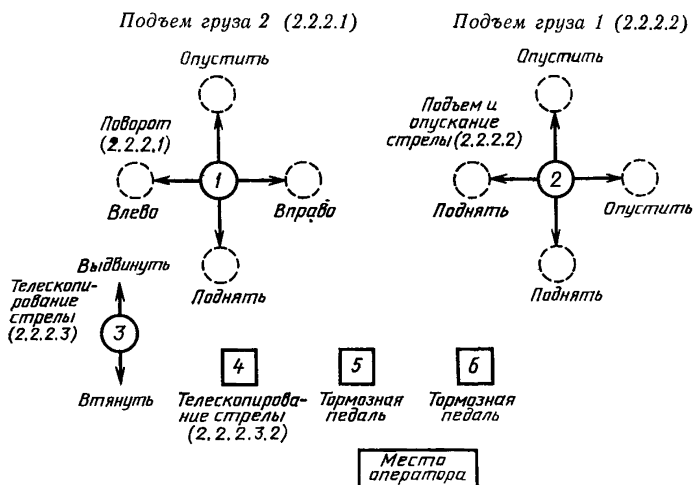 Подъем груза 2 (2.2.2.1)
Подъем груза 1 (2.2.2.2)
Опустить
Опустить
Поворот
(2.2.2.1)
Подъем и
опускание
стрелы (2.2.2.2)
1
2
Влево
Вправо
Поднять
Опустить
Поднять
Поднять
Выдвинуть
Телескопи-
рование
стрелы
(2.2.2.3)
3
Втянуть
4
5
6
Телескопирова-
ние стрелы
(2.2.2.3.2)
Тормозная
педаль
Тормозная
педаль
Место
оператора